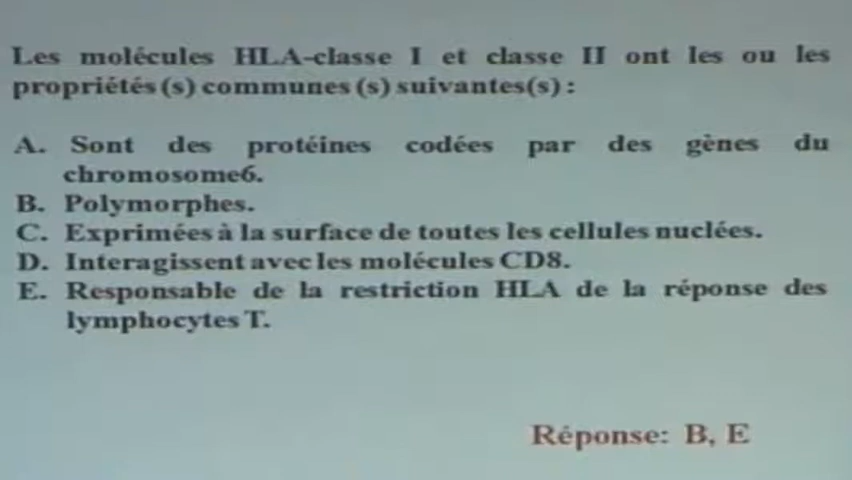 Les molécules HLA-classe I et classe II ont les ou les
propriétés (s) communes (s) suivantes(s) :
A. Sont des protéines codées par des gènes du
chromosome6.
B. Polymorphes.
C. Exprimées à la surface de toutes les cellules nuclées.
D. Interagissent avec les molécules CD8.
E. Responsable de la restriction HLA de la réponse des
lymphocytes T.
Réponse: B, E